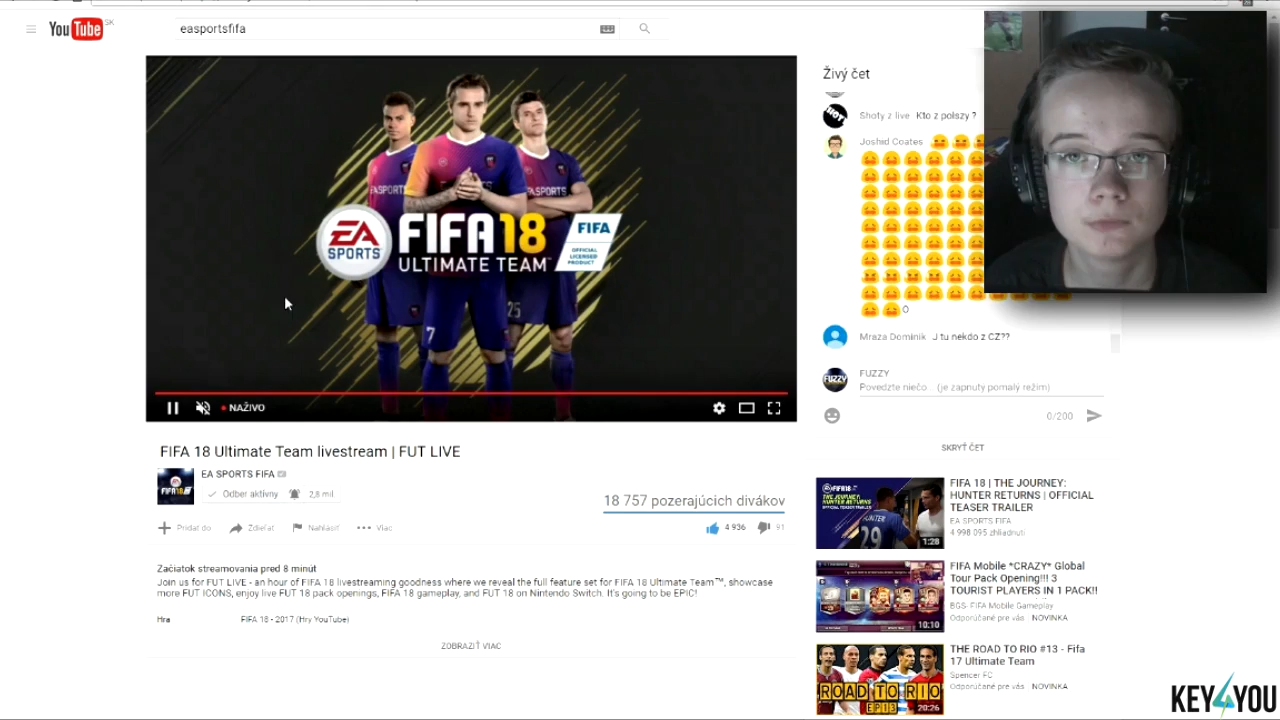 YouTube SK
easportsfifa
EA SPORTS
FIFA 18
ULTIMATE TEAM™
FIFA
OFFICIAL
LICENSED
PRODUCT
7
25
NAŽIVO
FIFA 18 Ultimate Team livestream | FUT LIVE
EA SPORTS FIFA
Odber aktívny 2,8 mil.
18 757 pozerajúcich divákov
Pridať do Zdieľať Nahlásiť Viac
4 936 91
Začiatok streamovania pred 8 minút
Join us for FUT LIVE - an hour of FIFA 18 livestreaming goodness where we reveal the full feature set for FIFA 18 Ultimate Team™, showcase
more FUT ICONS, enjoy live FUT 18 pack openings, FIFA 18 gameplay, and FUT 18 on Nintendo Switch. It's going to be EPIC!
Hra FIFA 18 - 2017 (Hry YouTube)
ZOBRAZIŤ VIAC
Živý čet
Shoty z live Kto z polszy ?
Joshiid Coates
Mraza Dominik J tu nekdo z CZ??
FUZZY
Povedzte niečo... (je zapnutý pomalý režim)
0/200
SKRYŤ ČET
FIFA 18 | THE JOURNEY:
HUNTER RETURNS | OFFICIAL
TEASER TRAILER
EA SPORTS FIFA
4 998 095 zhliadnutí
HUNTER
29
1:28
FIFA Mobile *CRAZY* Global
Tour Pack Opening!!! 3
TOURIST PLAYERS IN 1 PACK!!
BGS- FIFA Mobile Gameplay
Odporúčané pre vás NOVINKA
10:10
THE ROAD TO RIO #13 - Fifa
17 Ultimate Team
Spencer FC
Odporúčané pre vás NOVINKA
ROAD TO RIO
EP13
20:26
KEY4YOU